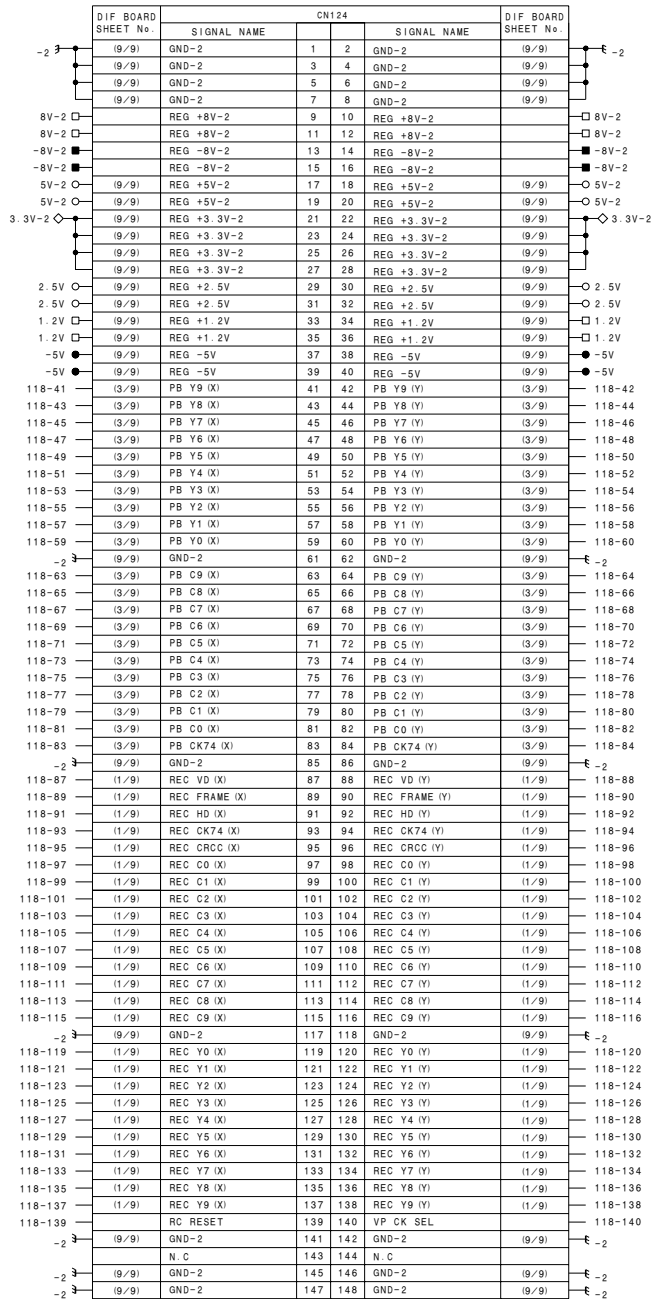 DIF BOARD SHEET No. CN124 DIF BOARD SHEET No.
SIGNAL NAME SIGNAL NAME
-2 (9/9) GND-2 1 2 GND-2 (9/9) -2
(9/9) GND-2 3 4 GND-2 (9/9)
(9/9) GND-2 5 6 GND-2 (9/9)
(9/9) GND-2 7 8 GND-2 (9/9)
8V-2 REG +8V-2 9 10 REG +8V-2 8V-2
8V-2 REG +8V-2 11 12 REG +8V-2 8V-2
-8V-2 REG -8V-2 13 14 REG -8V-2 -8V-2
-8V-2 REG -8V-2 15 16 REG -8V-2 -8V-2
5V-2 (9/9) REG +5V-2 17 18 REG +5V-2 (9/9) 5V-2
5V-2 (9/9) REG +5V-2 19 20 REG +5V-2 (9/9) 5V-2
3.3V-2 (9/9) REG +3.3V-2 21 22 REG +3.3V-2 (9/9) 3.3V-2
(9/9) REG +3.3V-2 23 24 REG +3.3V-2 (9/9)
(9/9) REG +3.3V-2 25 26 REG +3.3V-2 (9/9)
(9/9) REG +3.3V-2 27 28 REG +3.3V-2 (9/9)
2.5V (9/9) REG +2.5V 29 30 REG +2.5V (9/9) 2.5V
2.5V (9/9) REG +2.5V 31 32 REG +2.5V (9/9) 2.5V
1.2V (9/9) REG +1.2V 33 34 REG +1.2V (9/9) 1.2V
1.2V (9/9) REG +1.2V 35 36 REG +1.2V (9/9) 1.2V
-5V (9/9) REG -5V 37 38 REG -5V (9/9) -5V
-5V (9/9) REG -5V 39 40 REG -5V (9/9) -5V
118-41 (3/9) PB Y9 (X) 41 42 PB Y9 (Y) (3/9) 118-42
118-43 (3/9) PB Y8 (X) 43 44 PB Y8 (Y) (3/9) 118-44
118-45 (3/9) PB Y7 (X) 45 46 PB Y7 (Y) (3/9) 118-46
118-47 (3/9) PB Y6 (X) 47 48 PB Y6 (Y) (3/9) 118-48
118-49 (3/9) PB Y5 (X) 49 50 PB Y5 (Y) (3/9) 118-50
118-51 (3/9) PB Y4 (X) 51 52 PB Y4 (Y) (3/9) 118-52
118-53 (3/9) PB Y3 (X) 53 54 PB Y3 (Y) (3/9) 118-54
118-55 (3/9) PB Y2 (X) 55 56 PB Y2 (Y) (3/9) 118-56
118-57 (3/9) PB Y1 (X) 57 58 PB Y1 (Y) (3/9) 118-58
118-59 (3/9) PB Y0 (X) 59 60 PB Y0 (Y) (3/9) 118-60
-2 (9/9) GND-2 61 62 GND-2 (9/9) -2
118-63 (3/9) PB C9 (X) 63 64 PB C9 (Y) (3/9) 118-64
118-65 (3/9) PB C8 (X) 65 66 PB C8 (Y) (3/9) 118-66
118-67 (3/9) PB C7 (X) 67 68 PB C7 (Y) (3/9) 118-68
118-69 (3/9) PB C6 (X) 69 70 PB C6 (Y) (3/9) 118-70
118-71 (3/9) PB C5 (X) 71 72 PB C5 (Y) (3/9) 118-72
118-73 (3/9) PB C4 (X) 73 74 PB C4 (Y) (3/9) 118-74
118-75 (3/9) PB C3 (X) 75 76 PB C3 (Y) (3/9) 118-76
118-77 (3/9) PB C2 (X) 77 78 PB C2 (Y) (3/9) 118-78
118-79 (3/9) PB C1 (X) 79 80 PB C1 (Y) (3/9) 118-80
118-81 (3/9) PB C0 (X) 81 82 PB C0 (Y) (3/9) 118-82
118-83 (3/9) PB CK74 (X) 83 84 PB CK74 (Y) (3/9) 118-84
-2 (9/9) GND-2 85 86 GND-2 (9/9) -2
118-87 (1/9) REC VD (X) 87 88 REC VD (Y) (1/9) 118-88
118-89 (1/9) REC FRAME (X) 89 90 REC FRAME (Y) (1/9) 118-90
118-91 (1/9) REC HD (X) 91 92 REC HD (Y) (1/9) 118-92
118-93 (1/9) REC CK74 (X) 93 94 REC CK74 (Y) (1/9) 118-94
118-95 (1/9) REC CRCC (X) 95 96 REC CRCC (Y) (1/9) 118-96
118-97 (1/9) REC C0 (X) 97 98 REC C0 (Y) (1/9) 118-98
118-99 (1/9) REC C1 (X) 99 100 REC C1 (Y) (1/9) 118-100
118-101 (1/9) REC C2 (X) 101 102 REC C2 (Y) (1/9) 118-102
118-103 (1/9) REC C3 (X) 103 104 REC C3 (Y) (1/9) 118-104
118-105 (1/9) REC C4 (X) 105 106 REC C4 (Y) (1/9) 118-106
118-107 (1/9) REC C5 (X) 107 108 REC C5 (Y) (1/9) 118-108
118-109 (1/9) REC C6 (X) 109 110 REC C6 (Y) (1/9) 118-110
118-111 (1/9) REC C7 (X) 111 112 REC C7 (Y) (1/9) 118-112
118-113 (1/9) REC C8 (X) 113 114 REC C8 (Y) (1/9) 118-114
118-115 (1/9) REC C9 (X) 115 116 REC C9 (Y) (1/9) 118-116
-2 (9/9) GND-2 117 118 GND-2 (9/9) -2
118-119 (1/9) REC Y0 (X) 119 120 REC Y0 (Y) (1/9) 118-120
118-121 (1/9) REC Y1 (X) 121 122 REC Y1 (Y) (1/9) 118-122
118-123 (1/9) REC Y2 (X) 123 124 REC Y2 (Y) (1/9) 118-124
118-125 (1/9) REC Y3 (X) 125 126 REC Y3 (Y) (1/9) 118-126
118-127 (1/9) REC Y4 (X) 127 128 REC Y4 (Y) (1/9) 118-128
118-129 (1/9) REC Y5 (X) 129 130 REC Y5 (Y) (1/9) 118-130
118-131 (1/9) REC Y6 (X) 131 132 REC Y6 (Y) (1/9) 118-132
118-133 (1/9) REC Y7 (X) 133 134 REC Y7 (Y) (1/9) 118-134
118-135 (1/9) REC Y8 (X) 135 136 REC Y8 (Y) (1/9) 118-136
118-137 (1/9) REC Y9 (X) 137 138 REC Y9 (Y) (1/9) 118-138
118-139 RC RESET 139 140 VP CK SEL 118-140
-2 (9/9) GND-2 141 142 GND-2 (9/9) -2
N.C 143 144 N.C
-2 (9/9) GND-2 145 146 GND-2 (9/9) -2
-2 (9/9) GND-2 147 148 GND-2 (9/9) -2